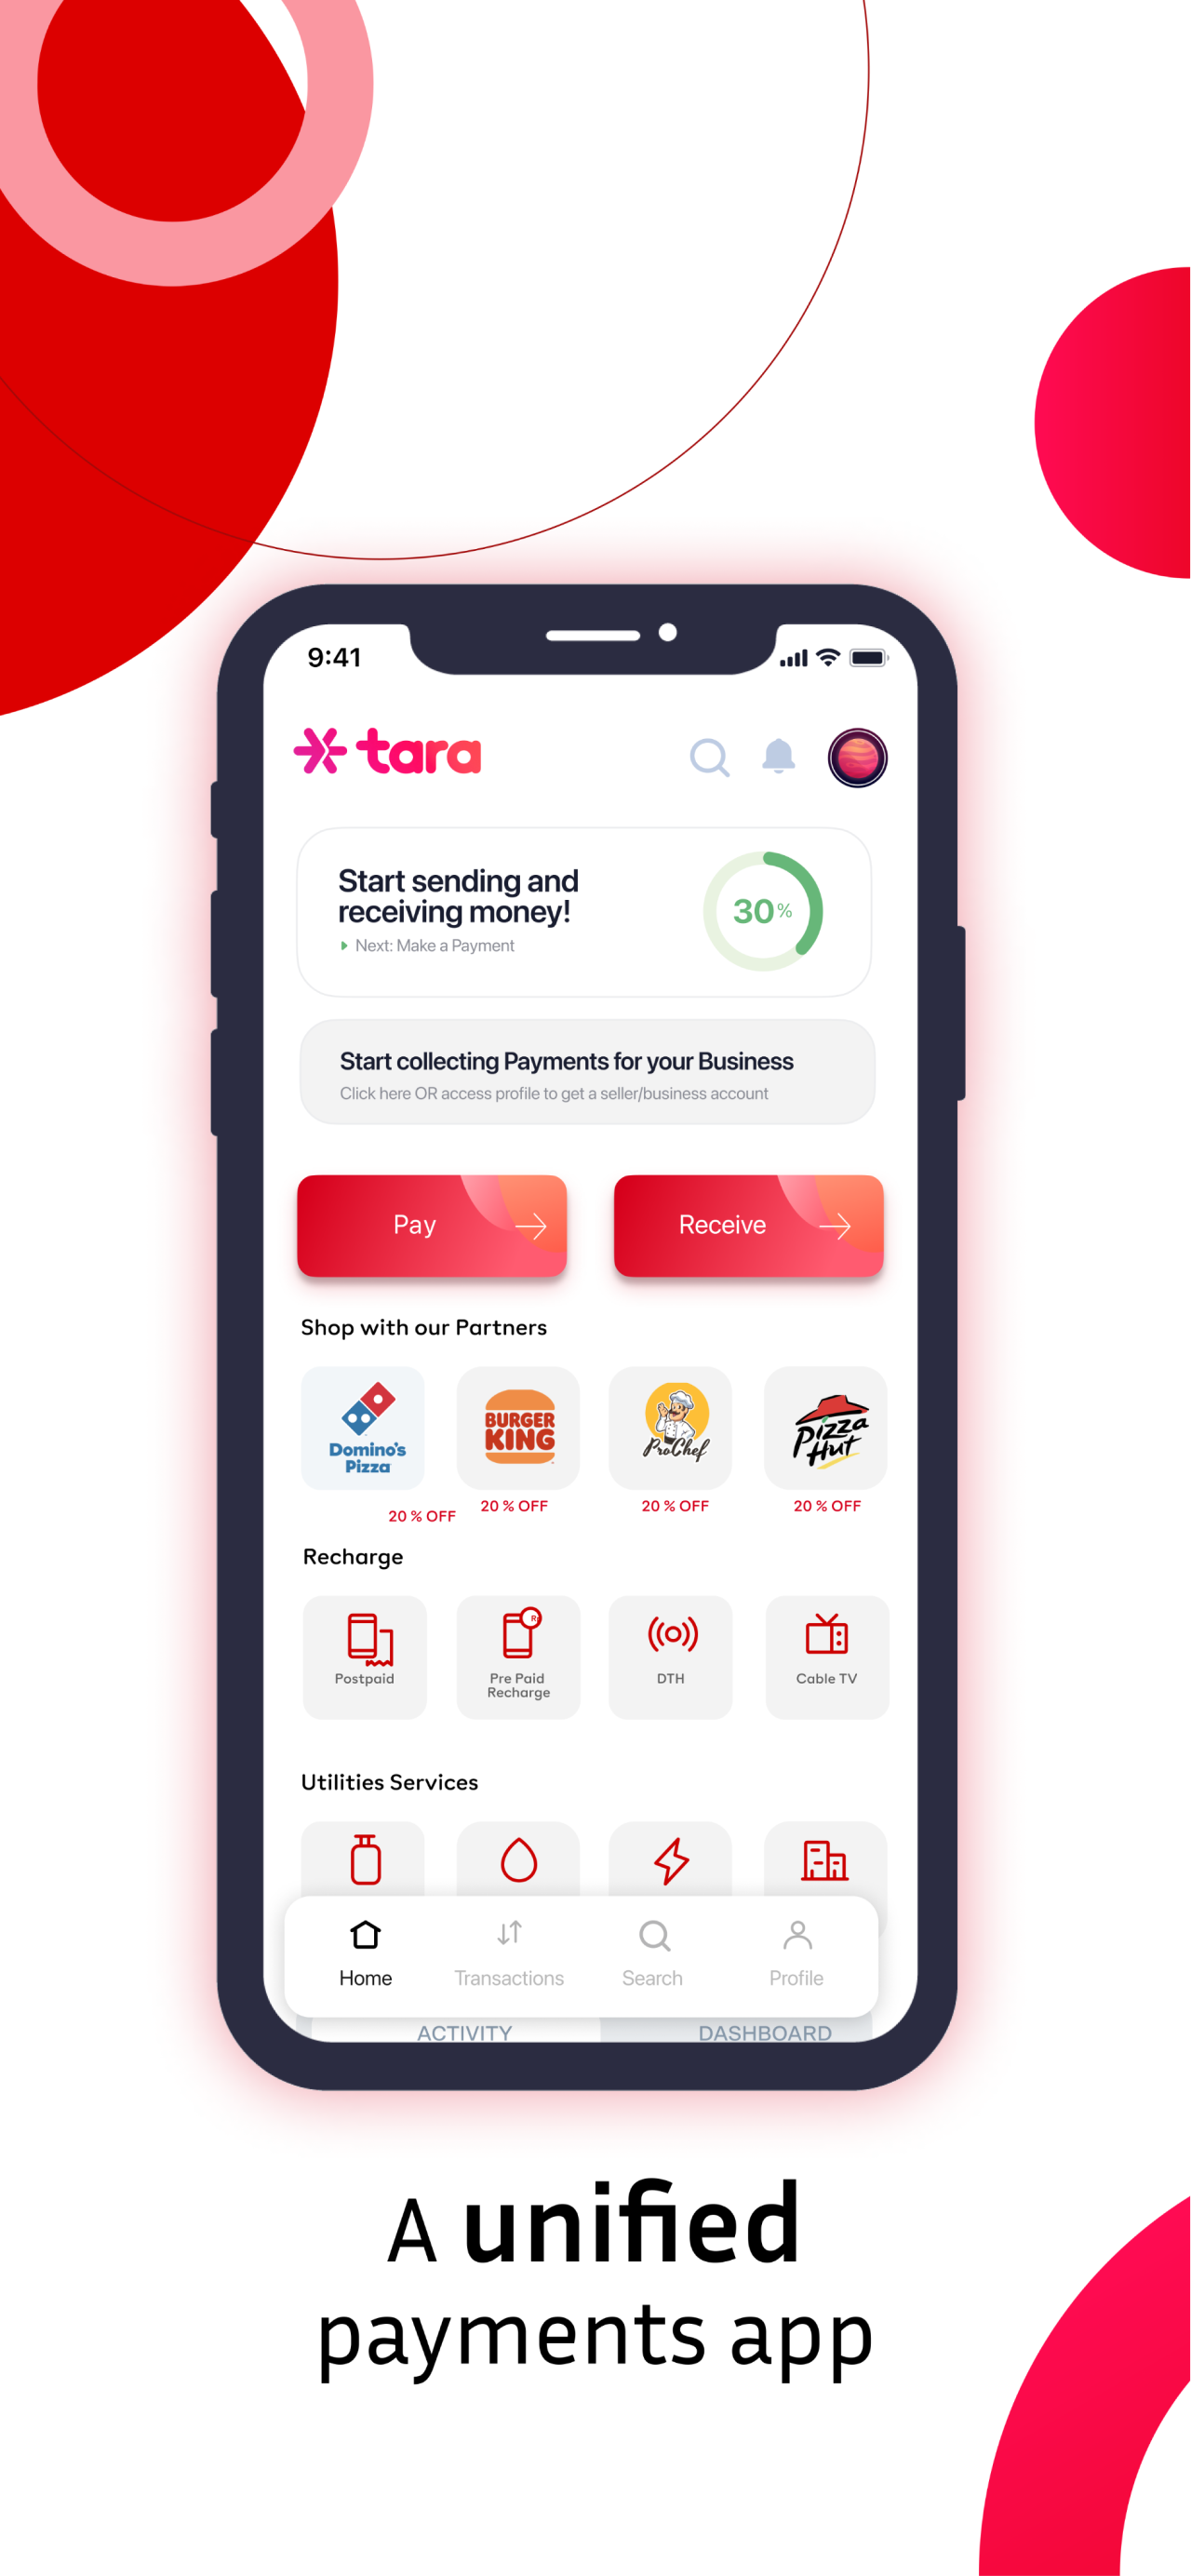 9:41
tara
Start sending and
receiving money!
Next: Make a Payment
30%
Start collecting Payments for your Business
Click here OR access profile to get a seller/business account
Pay
Receive
Shop with our Partners
Domino's
Pizza
BURGER
KING
ProChef
Pizza
Hut
20 % OFF
20 % OFF
20 % OFF
20 % OFF
Recharge
Postpaid
Pre Paid
Recharge
DTH
Cable TV
Utilities Services
Home
Transactions
Search
Profile
ACTIVITY
DASHBOARD
A unified
payments app